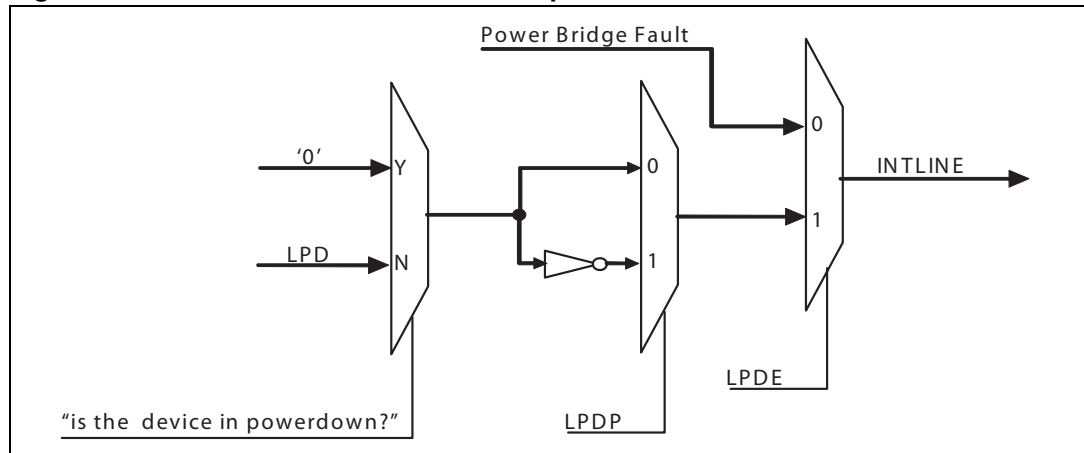 Power Bridge Fault
0
'0'
Y
0
INTLINE
1
LPD
N
1
LPDE
"is the device in powerdown?"
LPDP